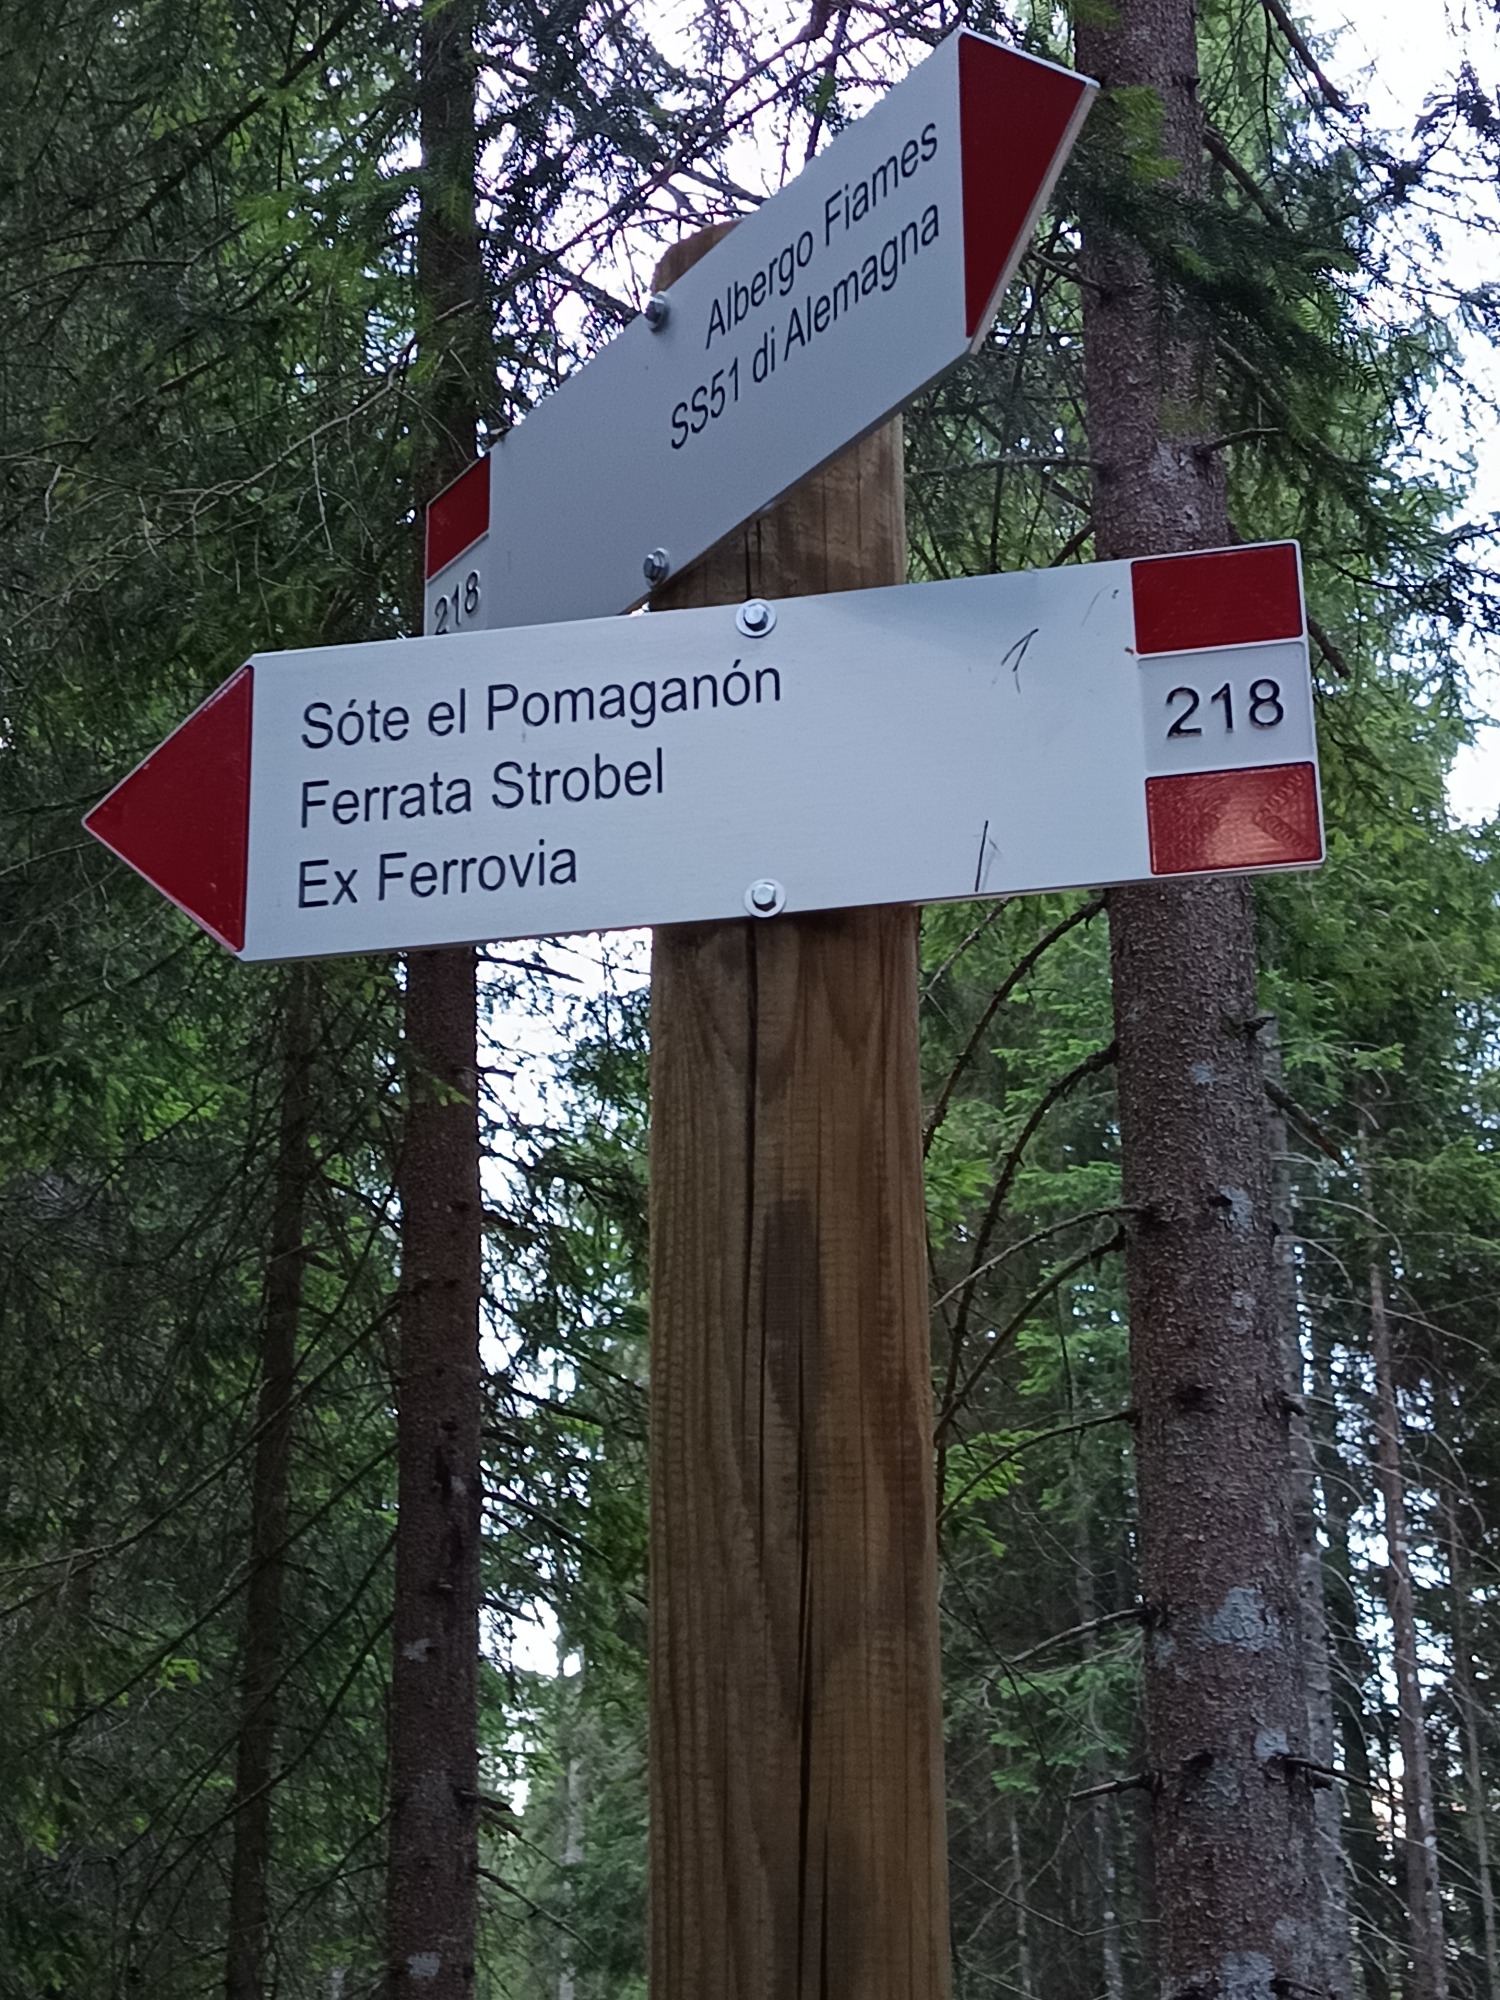 Albergo Fiames
SS51 di Alemagna
218
Sóte el Pomaganón
Ferrata Strobel
Ex Ferrovia
218